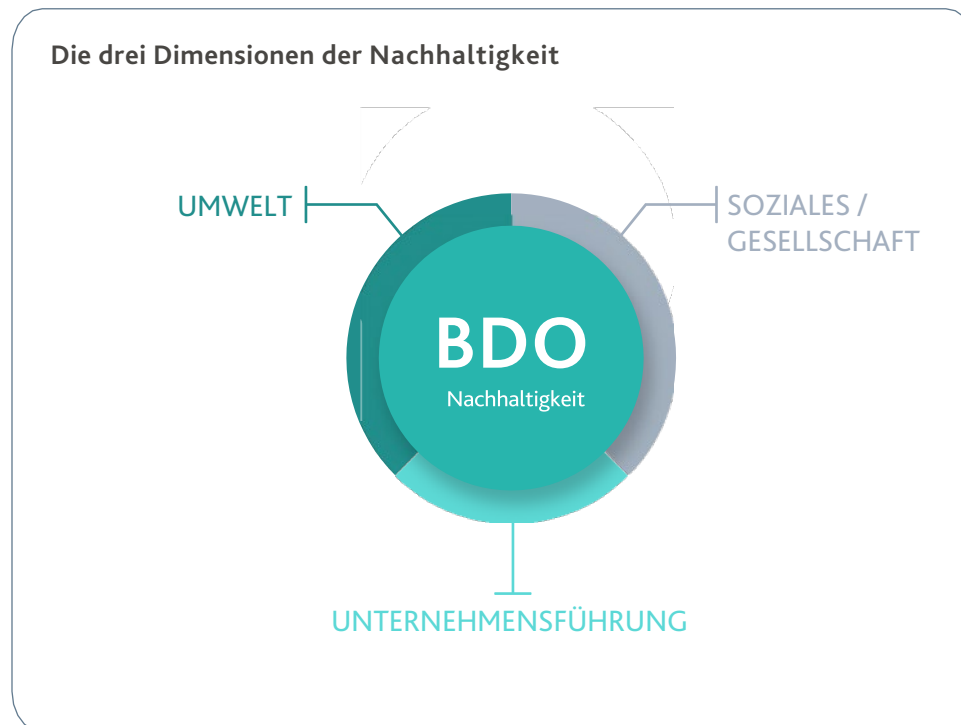 Die drei Dimensionen der Nachhaltigkeit
UMWELT
SOZIALES /
GESELLSCHAFT
BDO
Nachhaltigkeit
UNTERNEHMENSFÜHRUNG